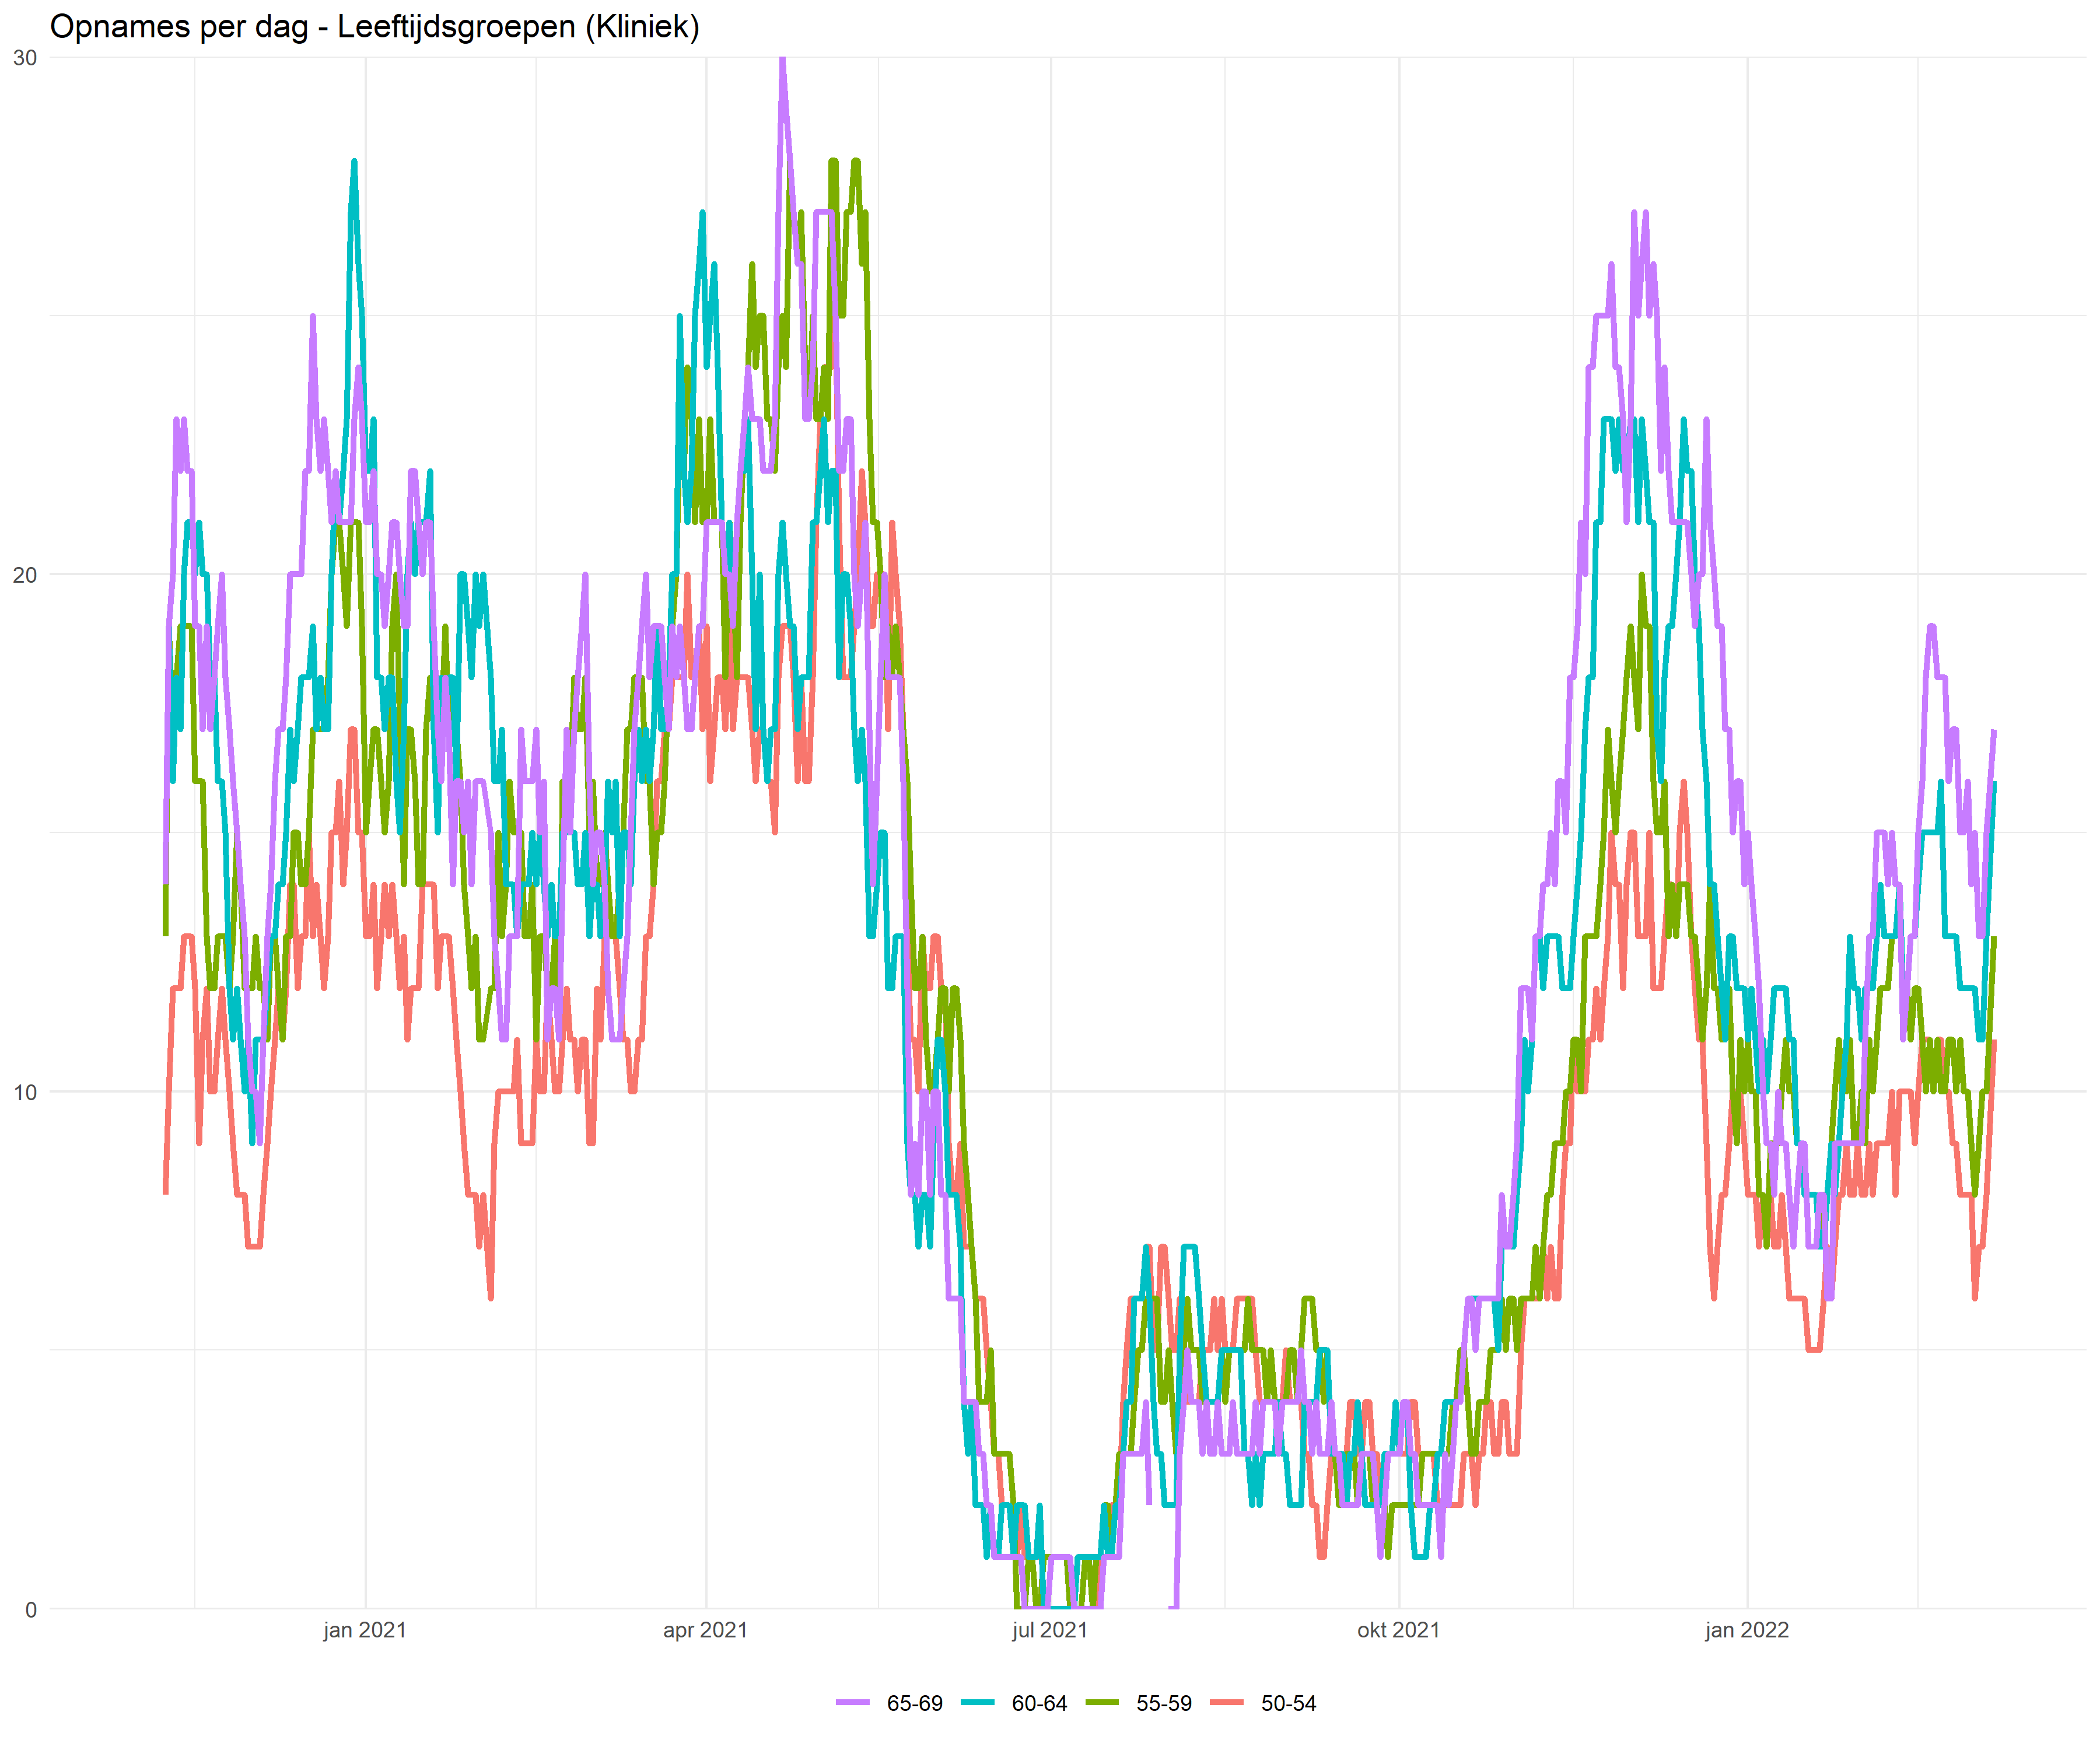 Opnames per dag - Leeftijdsgroepen (Kliniek)
30
20
10
0
jan 2021 apr 2021 jul 2021 okt 2021 jan 2022
65-69 60-64 55-59 50-54